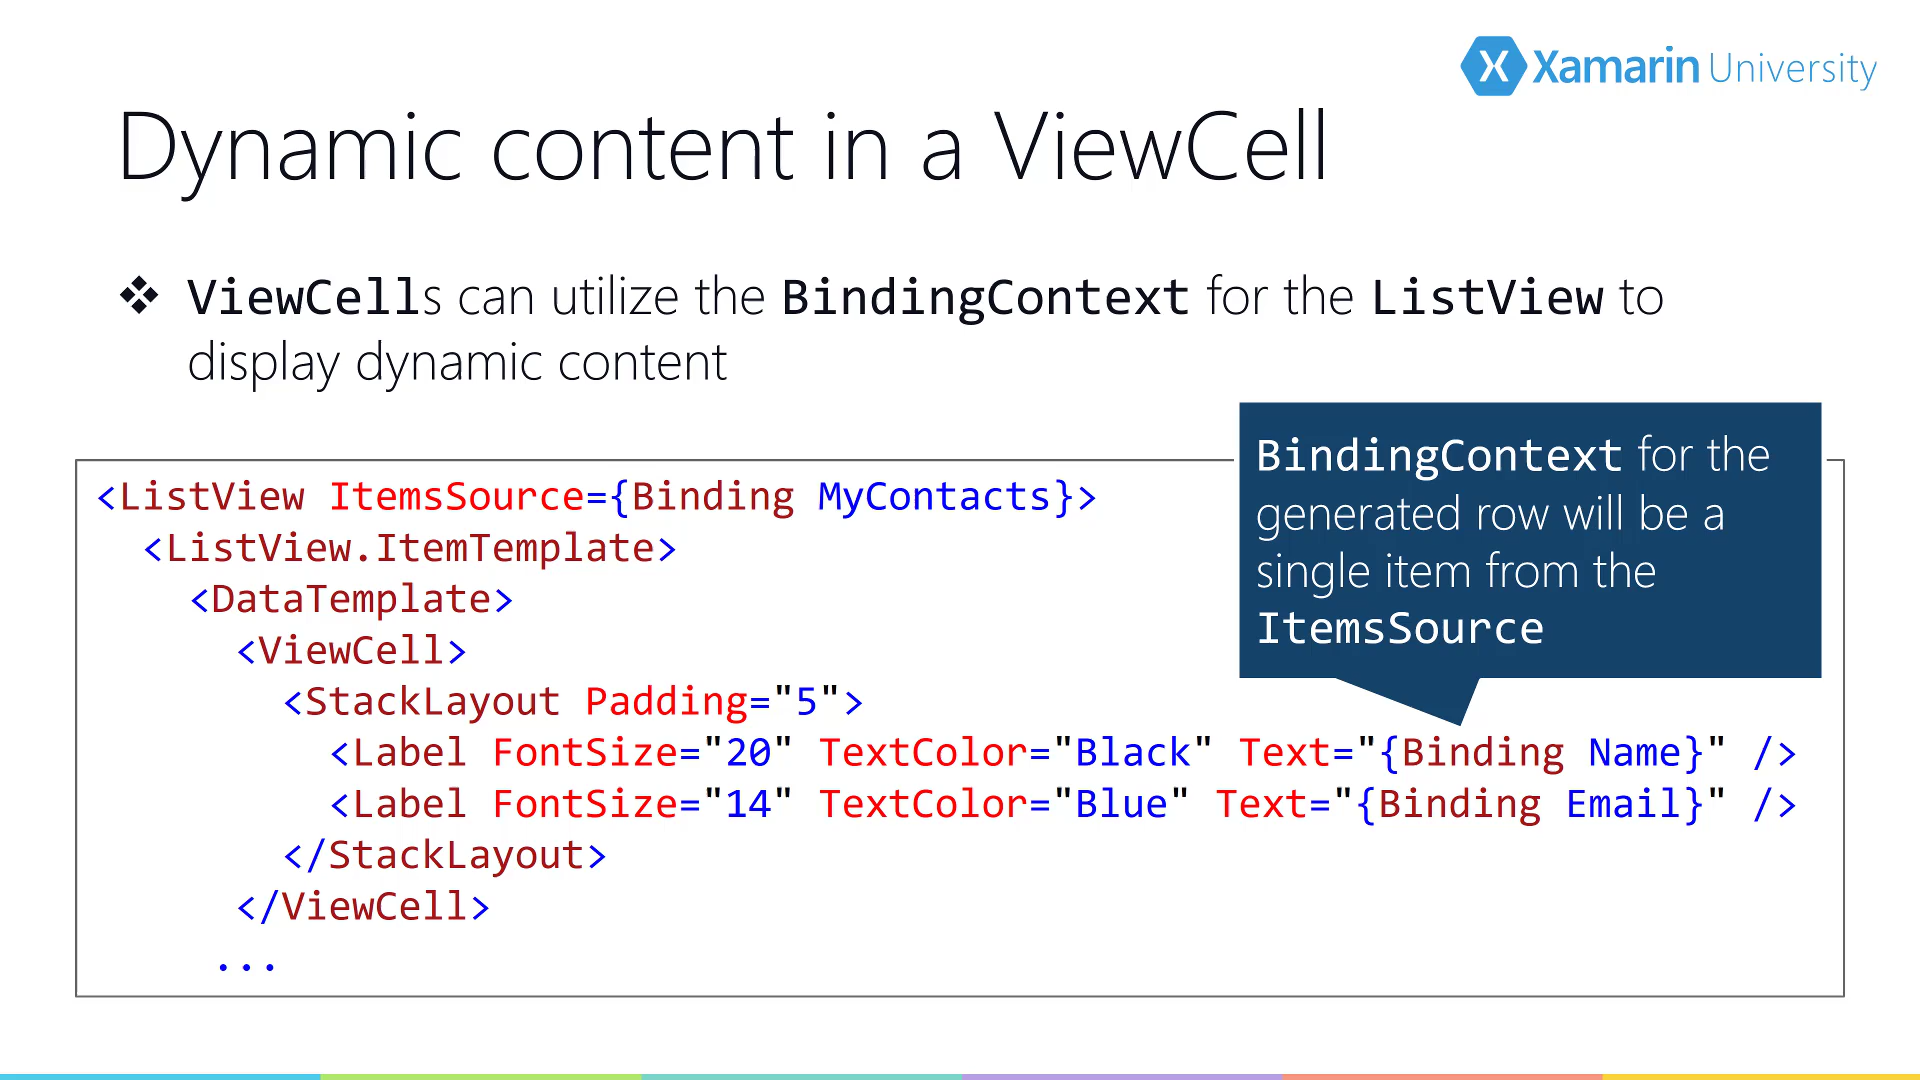 Xamarin University
Dynamic content in a ViewCell
❖ ViewCells can utilize the BindingContext for the ListView to
display dynamic content
BindingContext for the
generated row will be a
single item from the
ItemsSource
<ListView ItemsSource={Binding MyContacts}>
<ListView.ItemTemplate>
<DataTemplate>
<ViewCell>
<StackLayout Padding="5">
<Label FontSize="20" TextColor="Black" Text="{Binding Name}" />
<Label FontSize="14" TextColor="Blue" Text="{Binding Email}" />
</StackLayout>
</ViewCell>
...